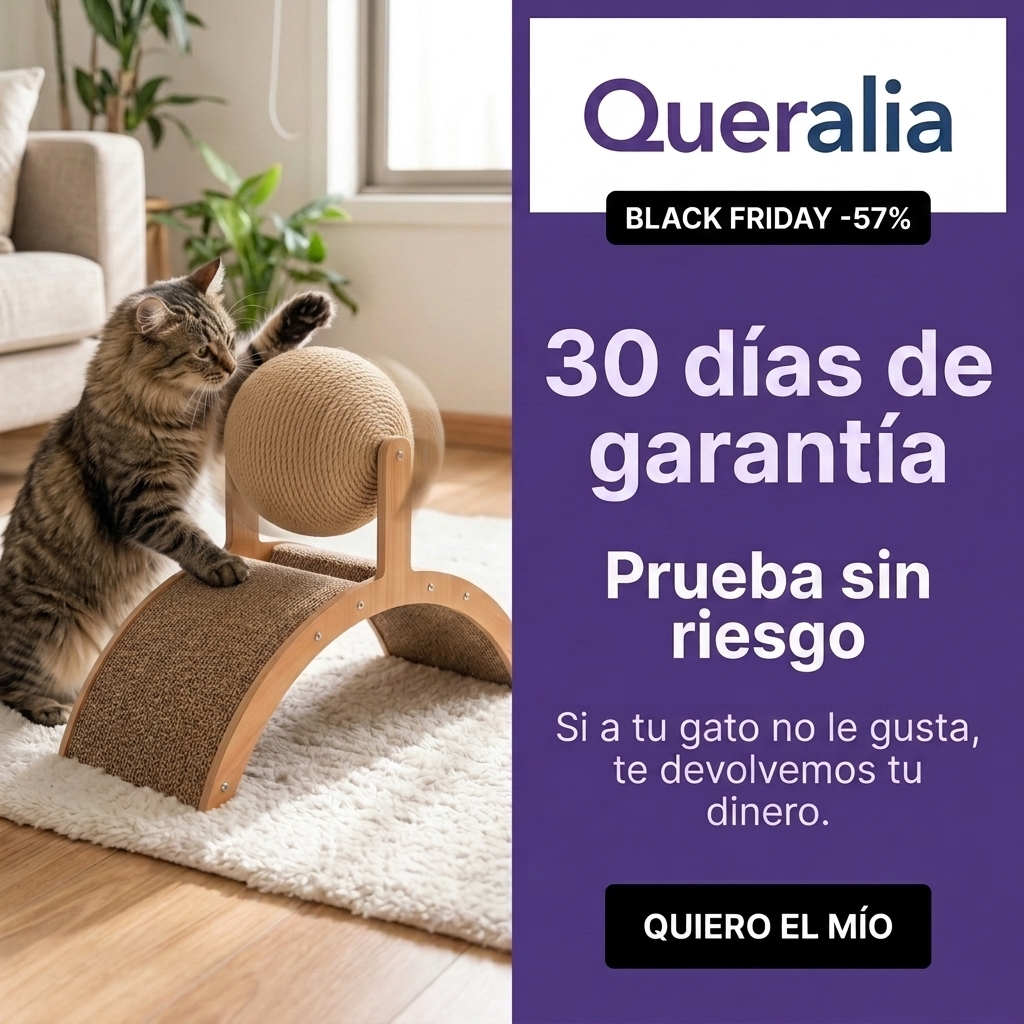 Queralia
BLACK FRIDAY -57%
30 días de
garantía
Prueba sin
riesgo
Si a tu gato no le gusta,
te devolvemos tu
dinero.
QUIERO EL MÍO